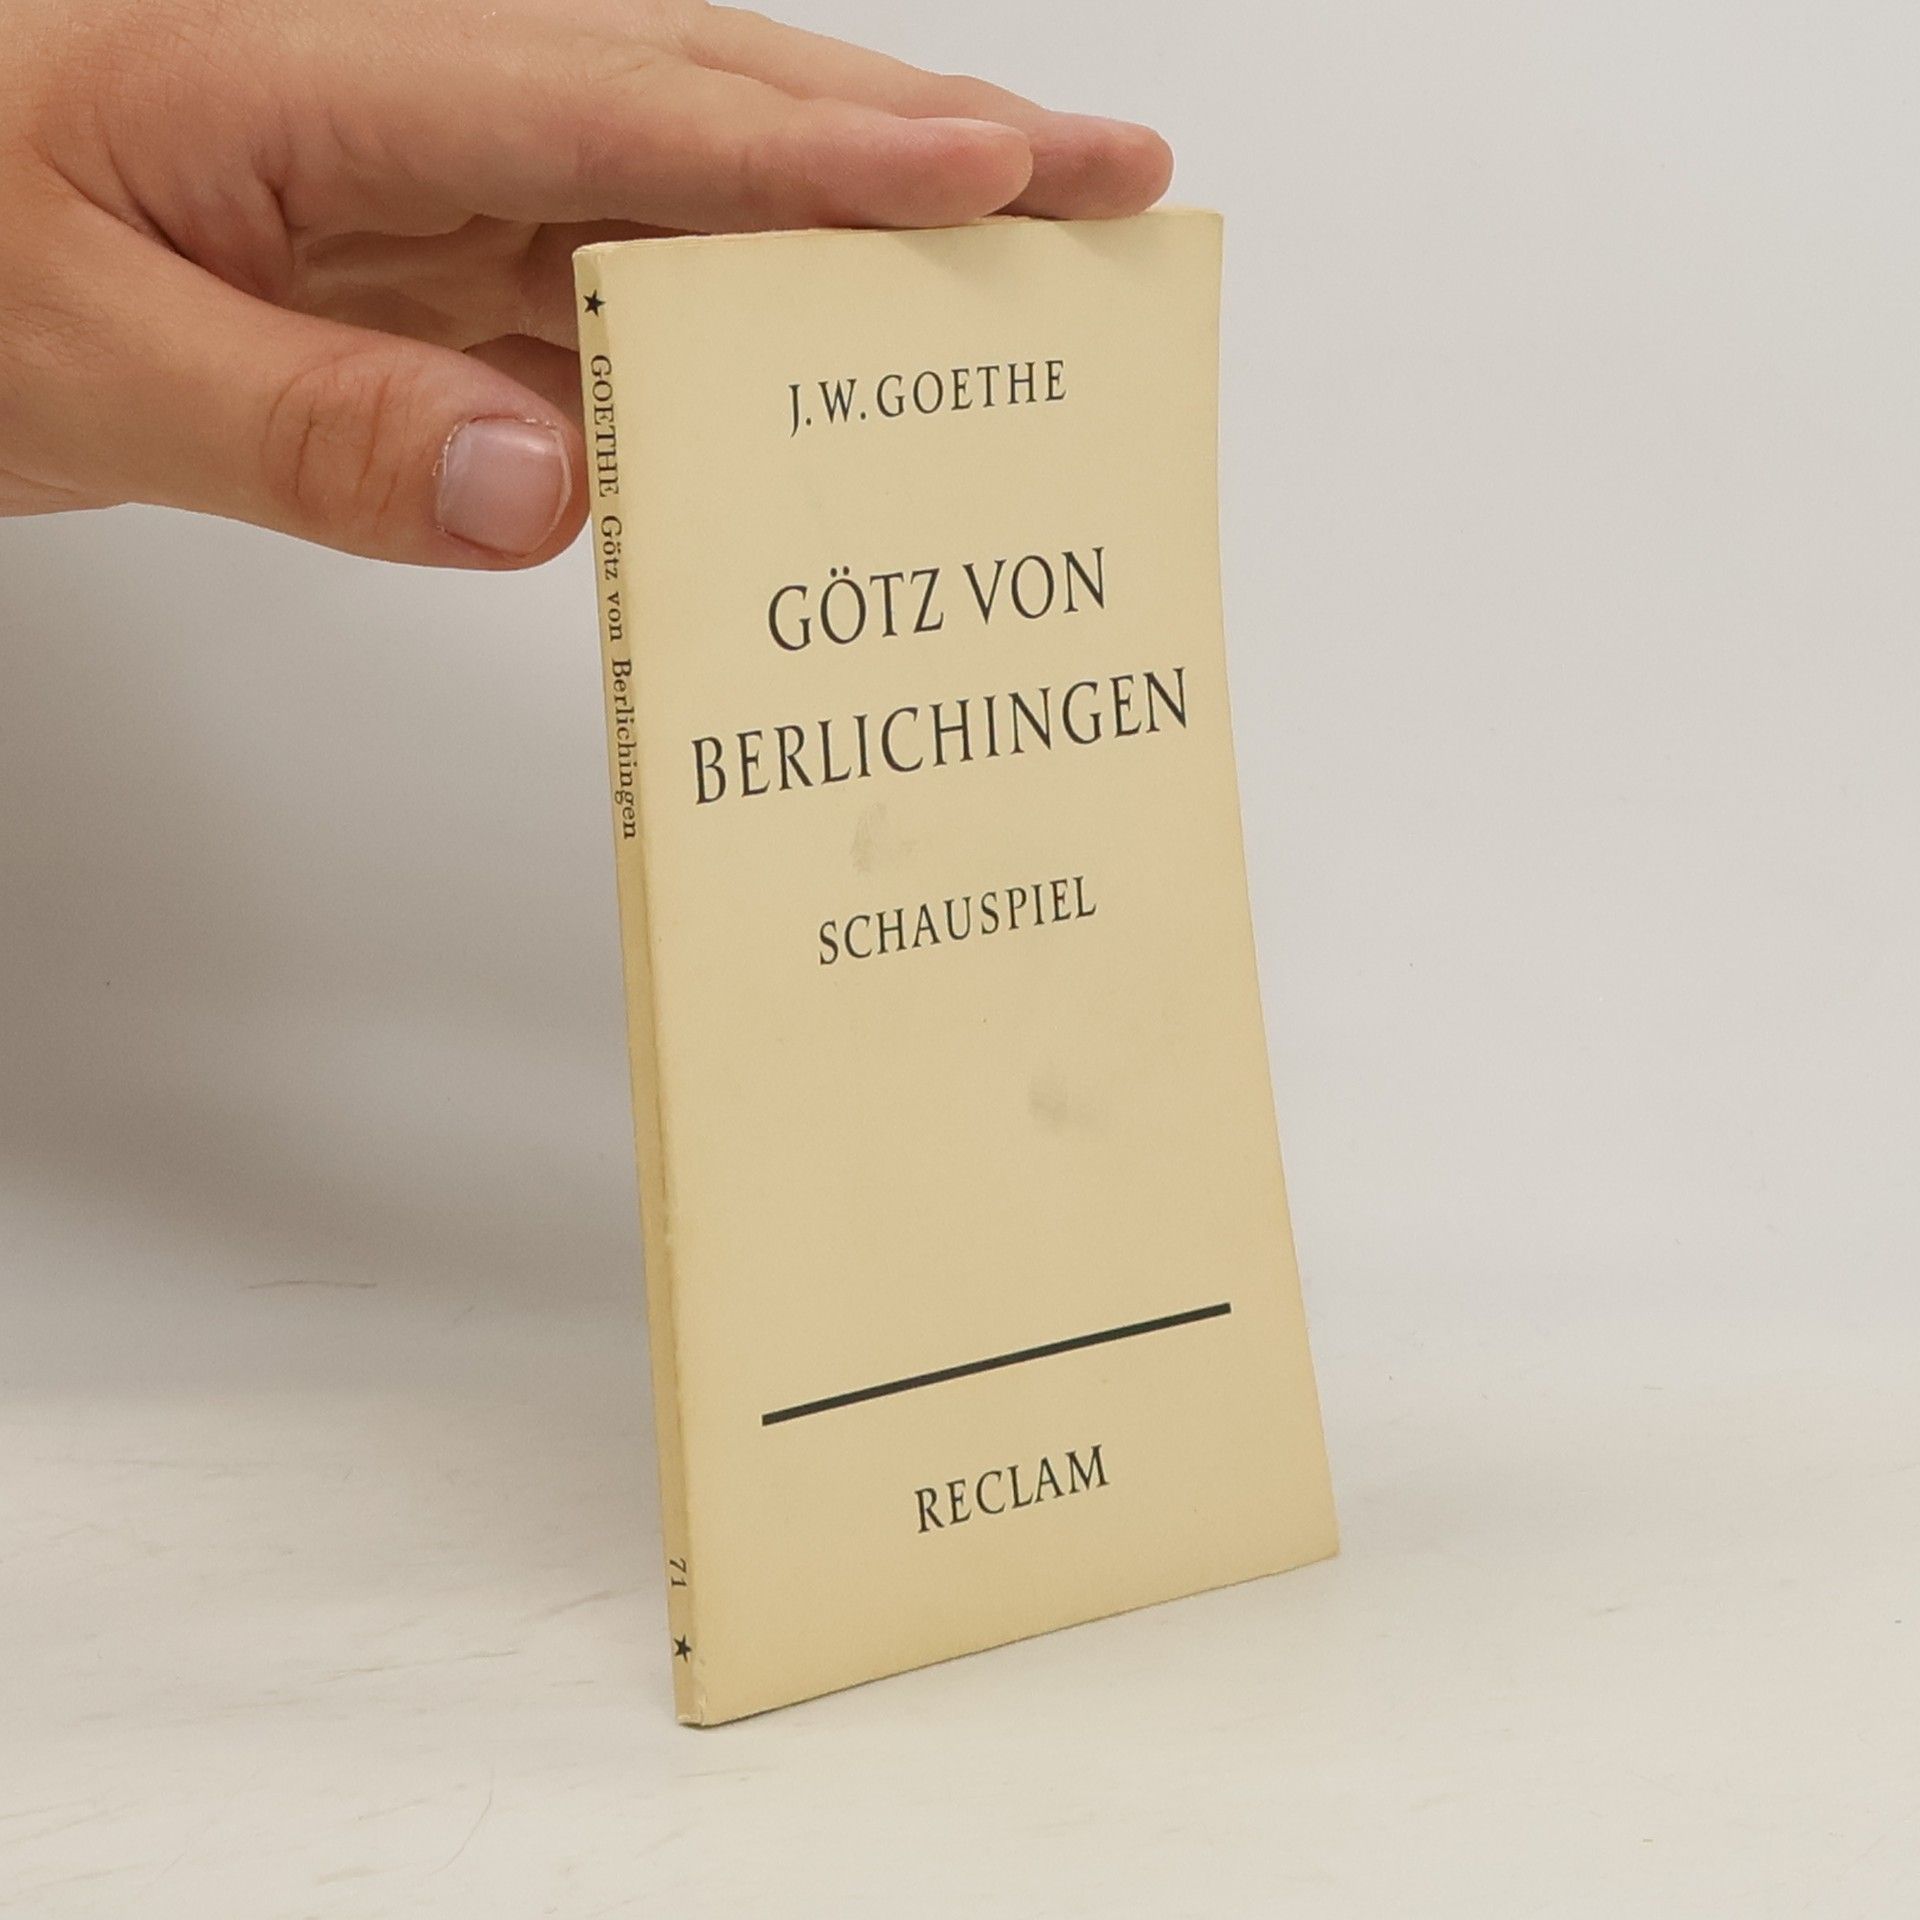 ★ GOETHE Götz von Berlichingen 71 ★
J. W. GOETHE
GÖTZ VON
BERLICHINGEN
SCHAUSPIEL
RECLAM